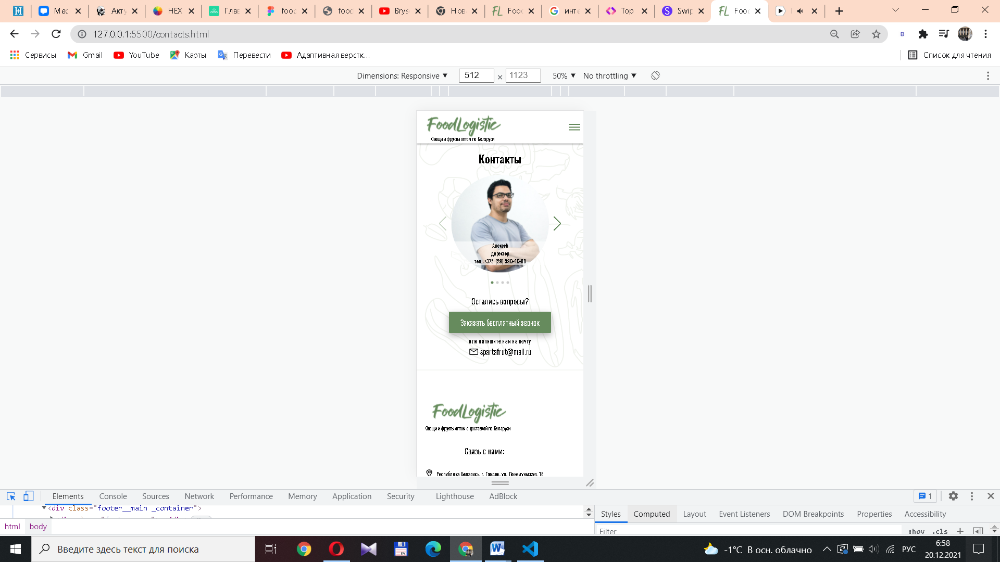 Мес
Акту
HEX
Глав
fooc
fooc
Brys
Нов
Food
инте
Top
Swip
Food
127.0.0.1:5500/contacts.html
Сервисы
Gmail
YouTube
Карты
Перевести
Адаптивная верстк...
Список для чтения
Dimensions: Responsive ▼
512 × 1123
50% ▼
No throttling ▼
FoodLogistic
Овощи и фрукты оптом по Беларуси
Контакты
Алексей
директор
тел.:+375 (29) 590-40-88
Остались вопросы?
Заказать бесплатный звонок
или напишите нам на почту
spartafrut@mail.ru
FoodLogistic
Овощи и фрукты оптом с доставкой по Беларуси
Связь с нами:
Республика Беларусь, г. Гродно, ул. Понемуньская, 15
Elements Console Sources Network Performance Memory Application Security Lighthouse AdBlock
1
<div class="footer__main _container">
html body
Styles Computed Layout Event Listeners DOM Breakpoints Properties Accessibility
Filter
:hov .cls +
Введите здесь текст для поиска
-1°C В осн. облачно
РУС
6:58
20.12.2021